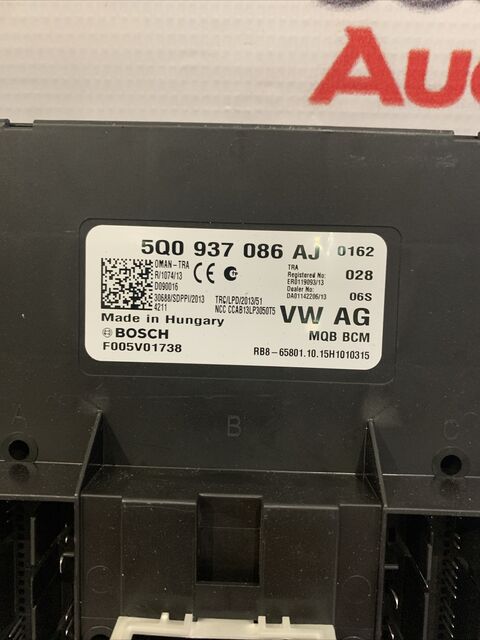 Aud
5Q0 937 086 AJ 0162
OMAN-TRA
R/1074/13
D090016
30688/SDPPI/2013
4211
TRC/LPD/2013/51
NCC CCAB13LP3050T5
TRA
Registered No:
ER0119093/13
Dealer No:
DA01142206/13
028
06S
Made in Hungary
VW AG
BOSCH
MQB BCM
F005V01738
RB8-65801.10.15H1010315
A
B
C